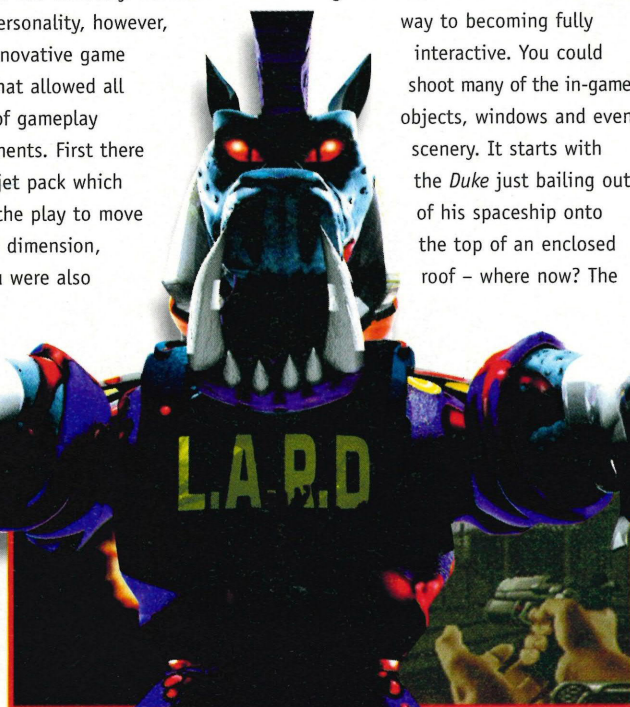 ersonality, however,
novative game
hat allowed all
of gameplay
nents. First there
jet pack which
the play to move
dimension,
u were also
way to becoming fully
interactive. You could
shoot many of the in-game
objects, windows and even
scenery. It starts with
the Duke just bailing out
of his spaceship onto
the top of an enclosed
roof – where now? The
L.A.R.D